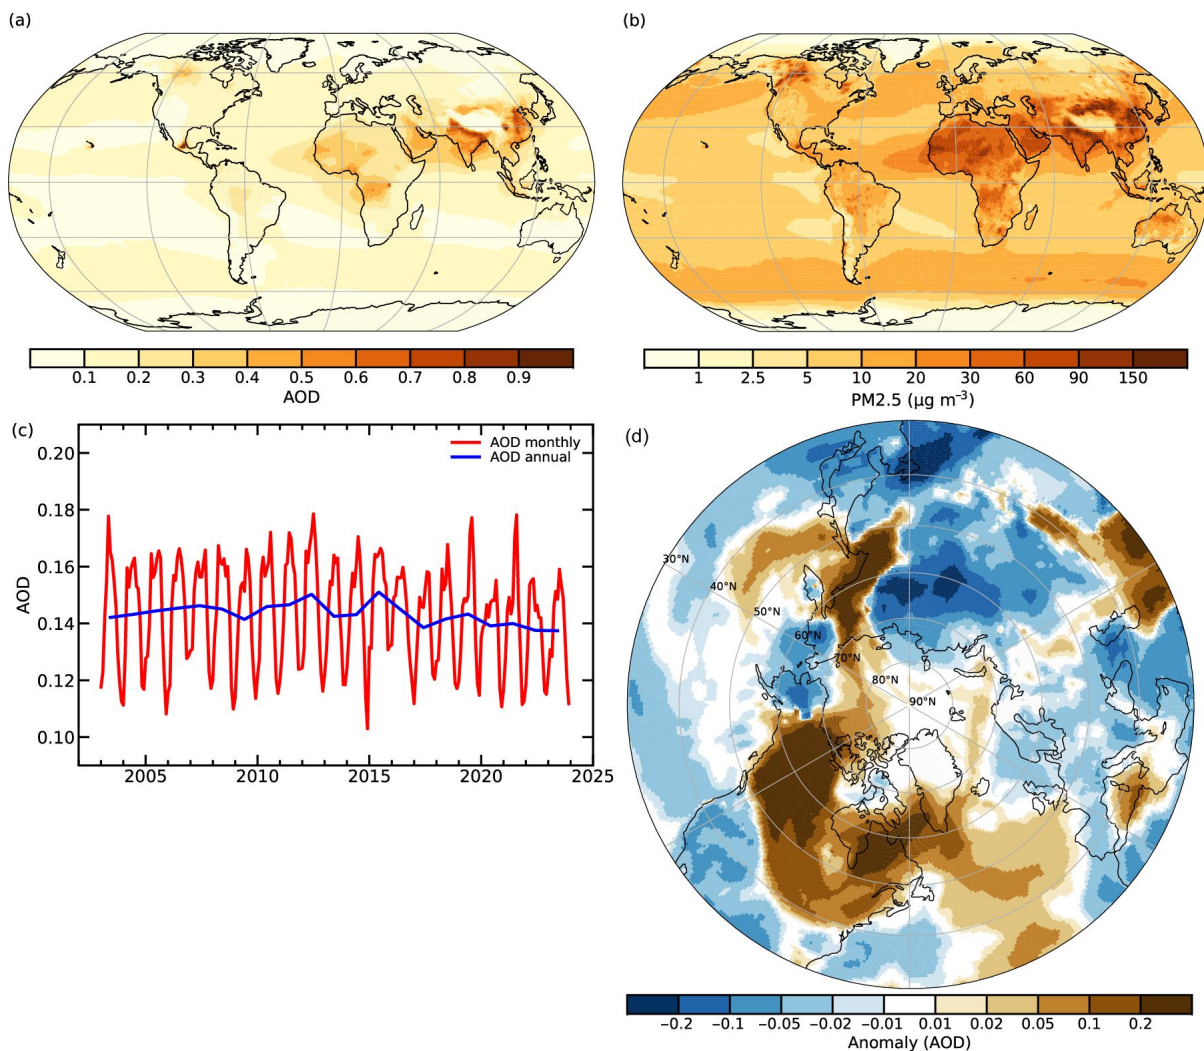 (a)
(b)
0.1 0.2 0.3 0.4 0.5 0.6 0.7 0.8 0.9
AOD
1 2.5 5 10 20 30 60 90 150
PM2.5 (µg m⁻³)
(c)
AOD monthly
AOD annual
0.20
0.18
0.16
0.14
0.12
0.10
AOD
2005 2010 2015 2020 2025
(d)
30°N
40°N
50°N
60°N
70°N
80°N
90°N
−0.2 −0.1 −0.05 −0.02 −0.01 0.01 0.02 0.05 0.1 0.2
Anomaly (AOD)